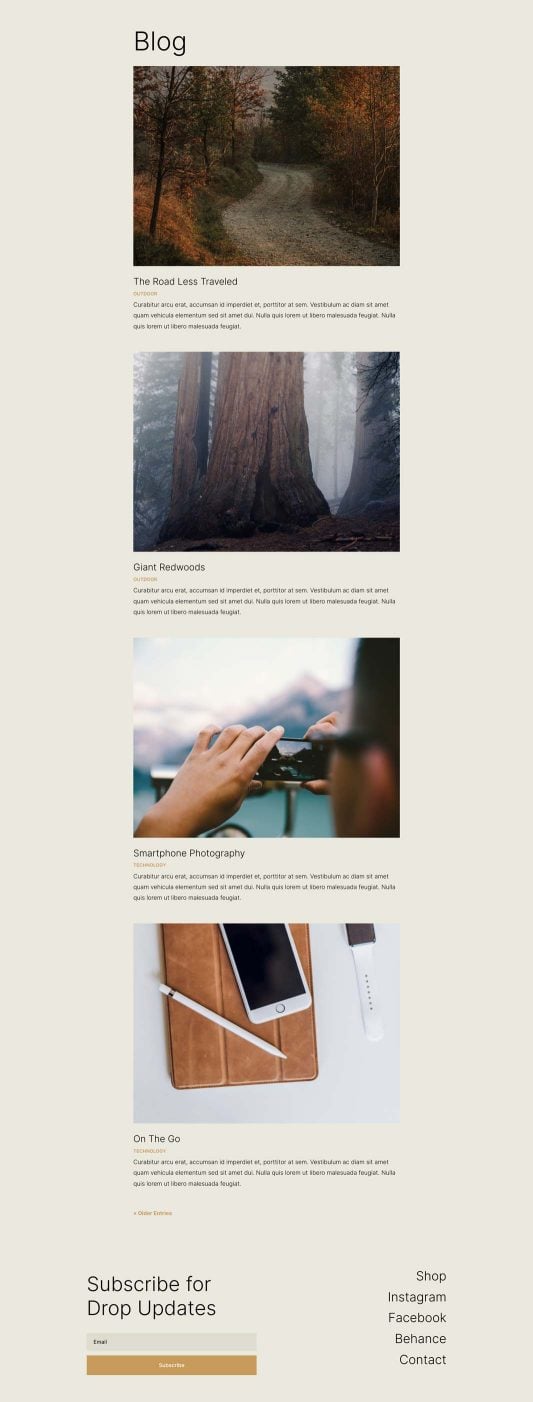 Blog
The Road Less Traveled
OUTDOOR
Curabitur arcu erat, accumsan id imperdiet et, porttitor at sem. Vestibulum ac diam sit amet
quam vehicula elementum sed sit amet dui. Nulla quis lorem ut libero malesuada feugiat. Nulla
quis lorem ut libero malesuada feugiat.
Giant Redwoods
OUTDOOR
Curabitur arcu erat, accumsan id imperdiet et, porttitor at sem. Vestibulum ac diam sit amet
quam vehicula elementum sed sit amet dui. Nulla quis lorem ut libero malesuada feugiat. Nulla
quis lorem ut libero malesuada feugiat.
Smartphone Photography
TECHNOLOGY
Curabitur arcu erat, accumsan id imperdiet et, porttitor at sem. Vestibulum ac diam sit amet
quam vehicula elementum sed sit amet dui. Nulla quis lorem ut libero malesuada feugiat. Nulla
quis lorem ut libero malesuada feugiat.
On The Go
TECHNOLOGY
Curabitur arcu erat, accumsan id imperdiet et, porttitor at sem. Vestibulum ac diam sit amet
quam vehicula elementum sed sit amet dui. Nulla quis lorem ut libero malesuada feugiat. Nulla
quis lorem ut libero malesuada feugiat.
« Older Entries
Subscribe for
Drop Updates
Email
Subscribe
Shop
Instagram
Facebook
Behance
Contact